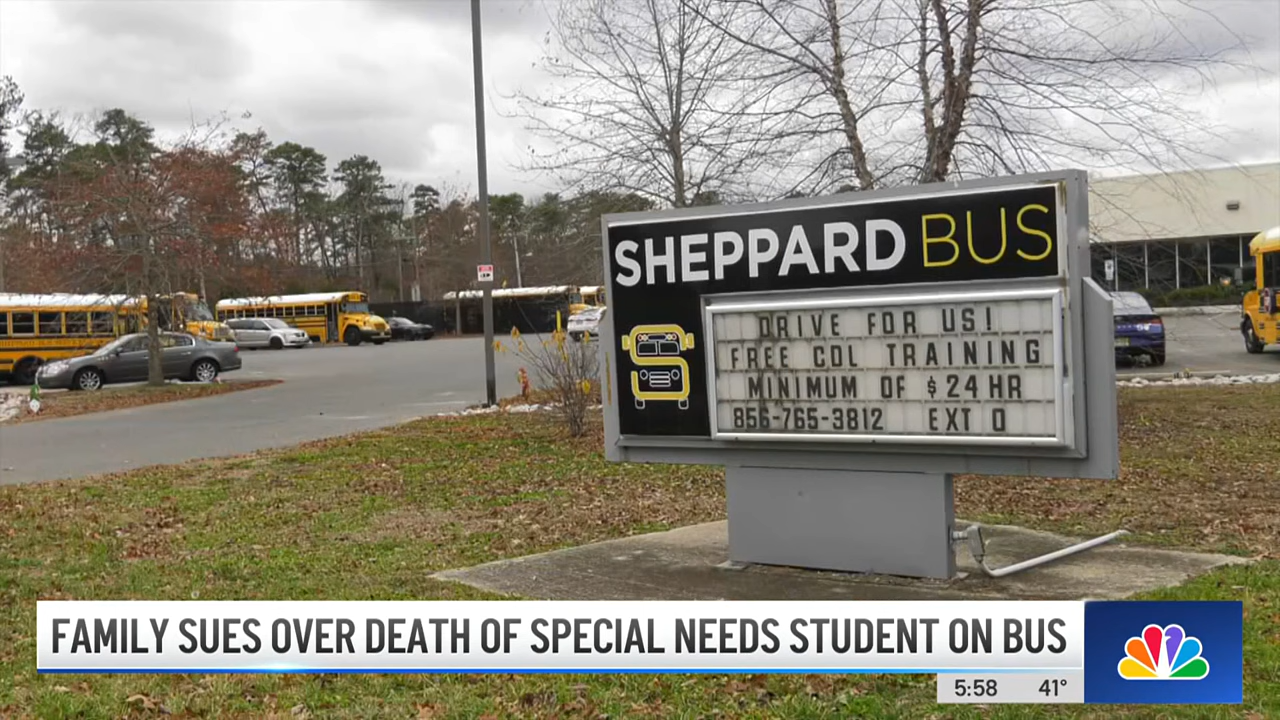 SHEPPARD BUS
DRIVE FOR US!
FREE CDL TRAINING
MINIMUM OF $24 HR
856-765-3812 EXT 0
FAMILY SUES OVER DEATH OF SPECIAL NEEDS STUDENT ON BUS
5:58 41°